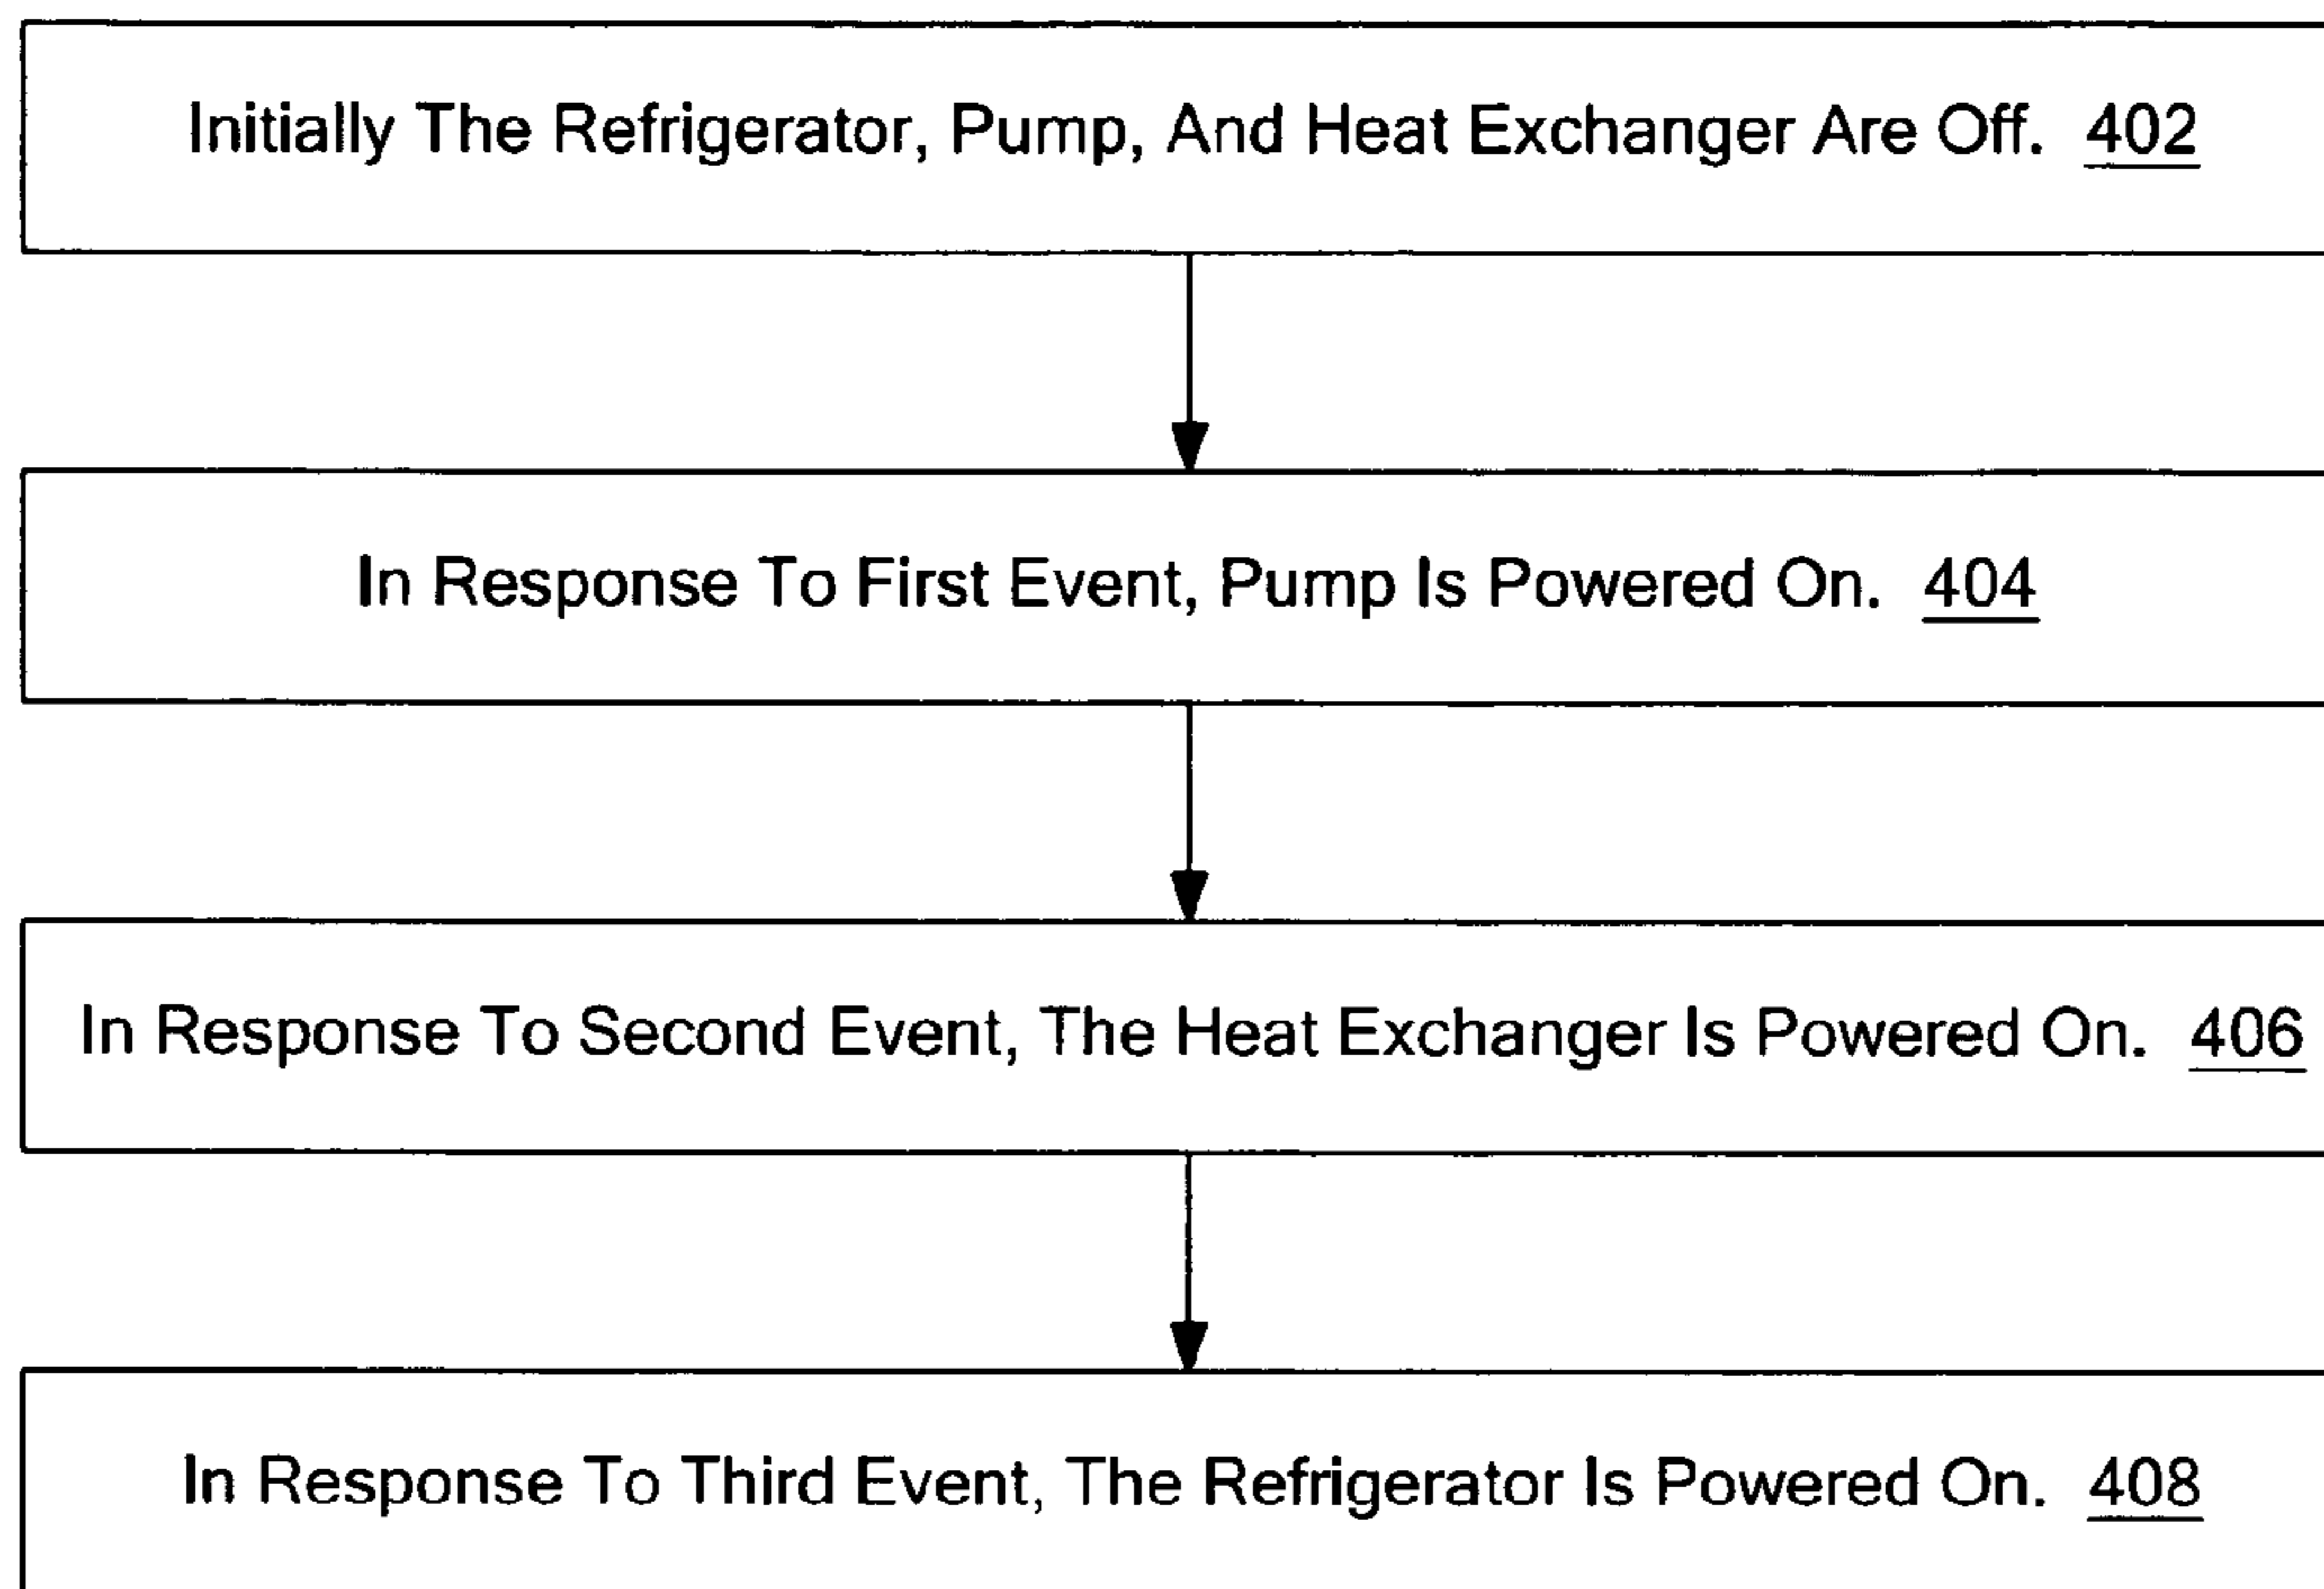 Initially The Refrigerator, Pump, And Heat Exchanger Are Off. 402
In Response To First Event, Pump Is Powered On. 404
In Response To Second Event, The Heat Exchanger Is Powered On. 406
In Response To Third Event, The Refrigerator Is Powered On. 408